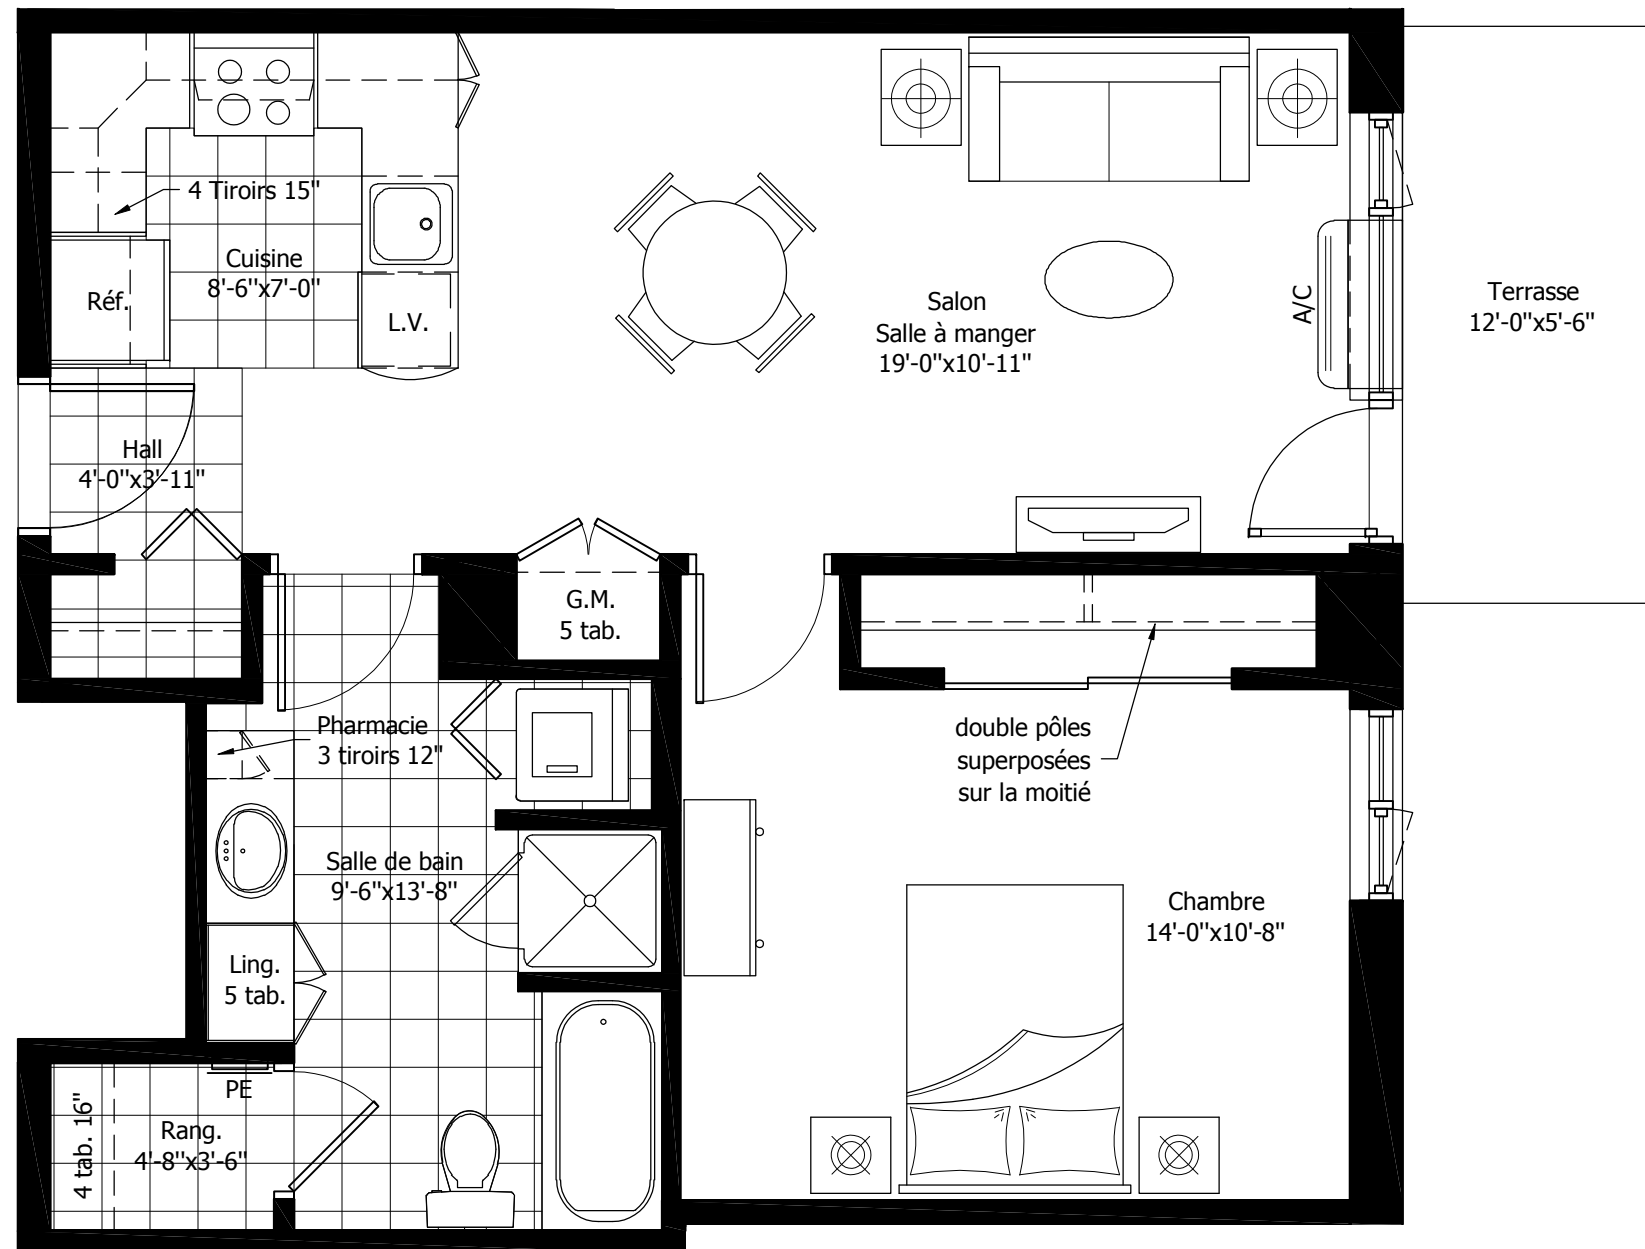 4 Tiroirs 15"
Cuisine
8'-6"x7'-0"
Réf.
L.V.
Salon
Salle à manger
19'-0"x10'-11"
A/C
Terrasse
12'-0"x5'-6"
Hall
4'-0"x3'-11"
G.M.
5 tab.
Pharmacie
3 tiroirs 12"
double pôles
superposées
sur la moitié
Salle de bain
9'-6"x13'-8"
Chambre
14'-0"x10'-8"
Ling.
5 tab.
PE
4 tab. 16"
Rang.
4'-8"x3'-6"